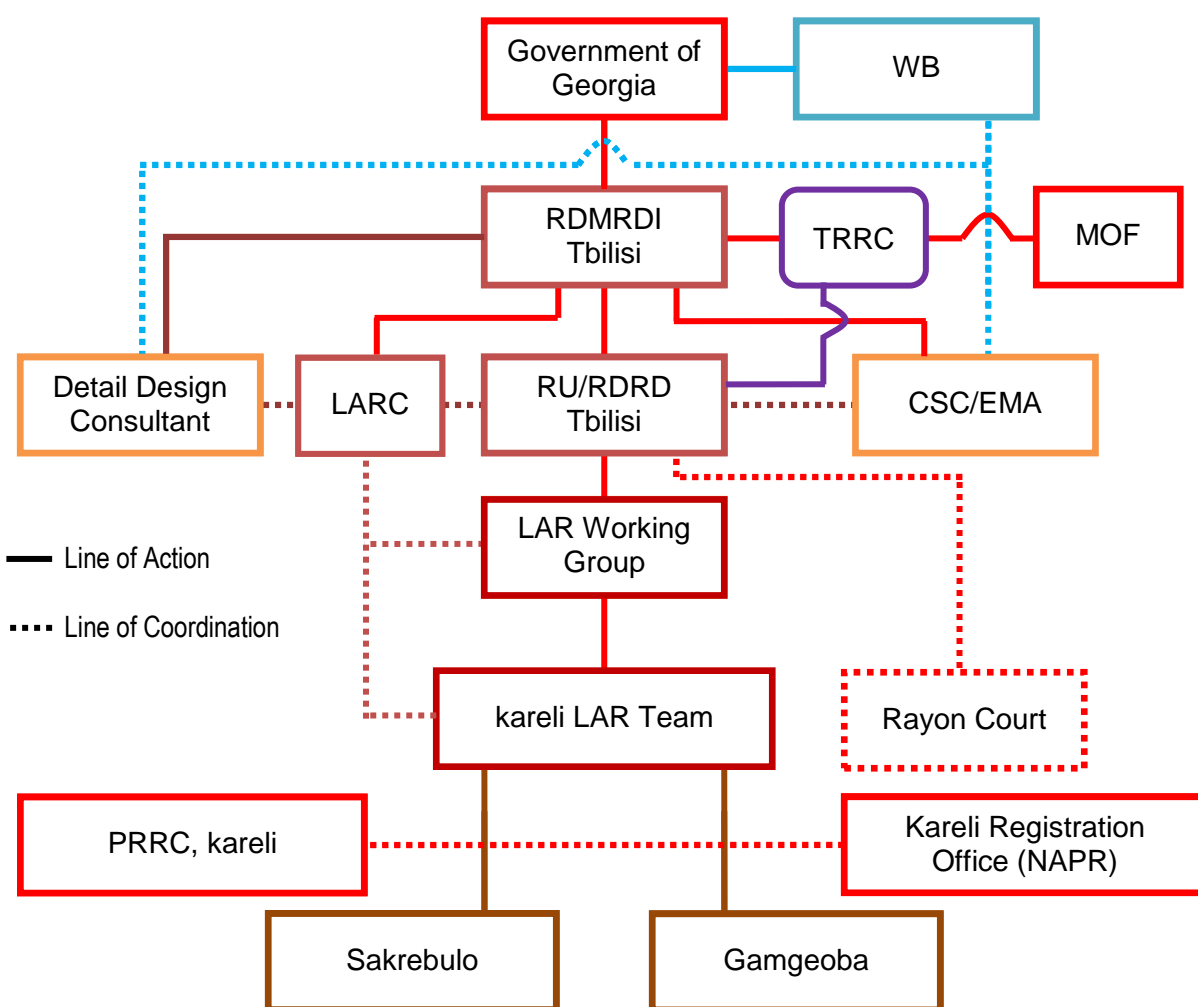 Government of
Georgia
WB
RDMRDI
Tbilisi
TRRC
MOF
Detail Design
Consultant
LARC
RU/RDRD
Tbilisi
CSC/EMA
LAR Working
Group
Line of Action
Line of Coordination
kareli LAR Team
Rayon Court
PRRC, kareli
Kareli Registration
Office (NAPR)
Sakrebulo
Gamgeoba